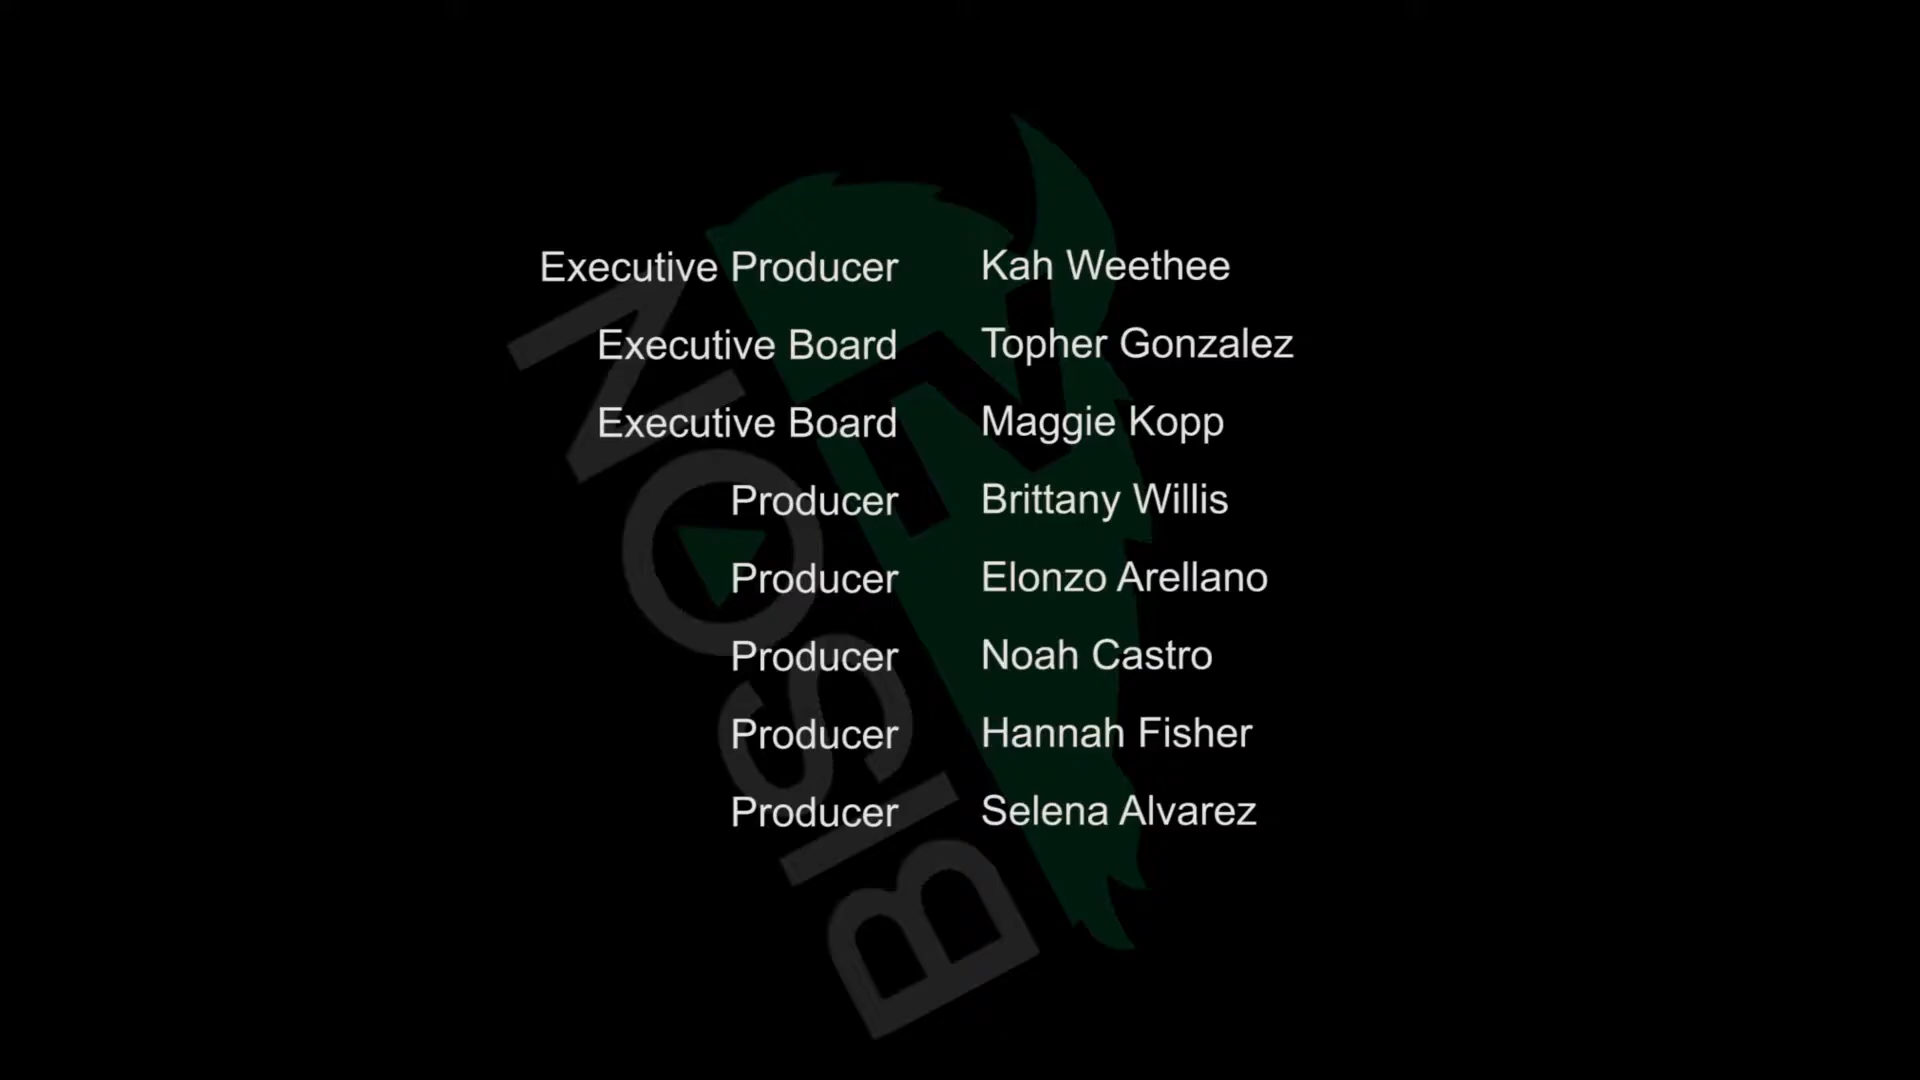 Executive Producer Kah Weethee
Executive Board Topher Gonzalez
Executive Board Maggie Kopp
Producer Brittany Willis
Producer Elonzo Arellano
Producer Noah Castro
Producer Hannah Fisher
Producer Selena Alvarez
BISON
TV